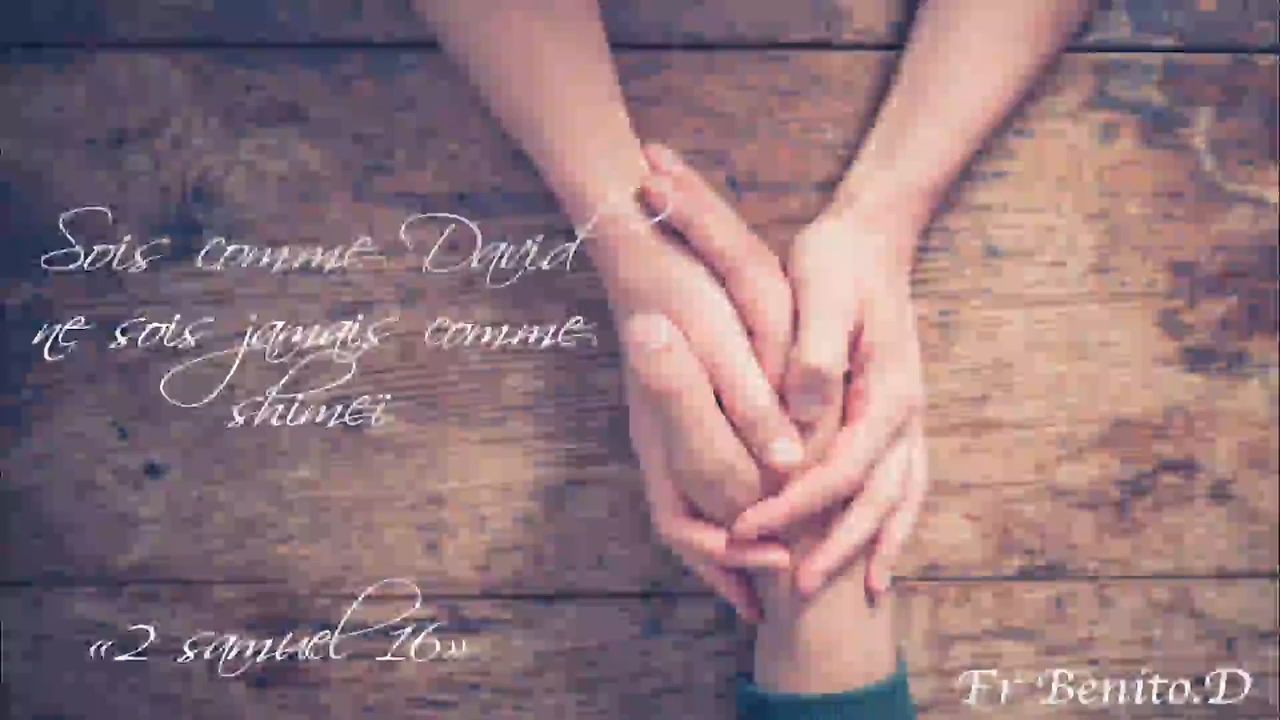 Sois comme David
ne sois jamais comme
shimeï
«2 samuel 16»
Fr Benito.D